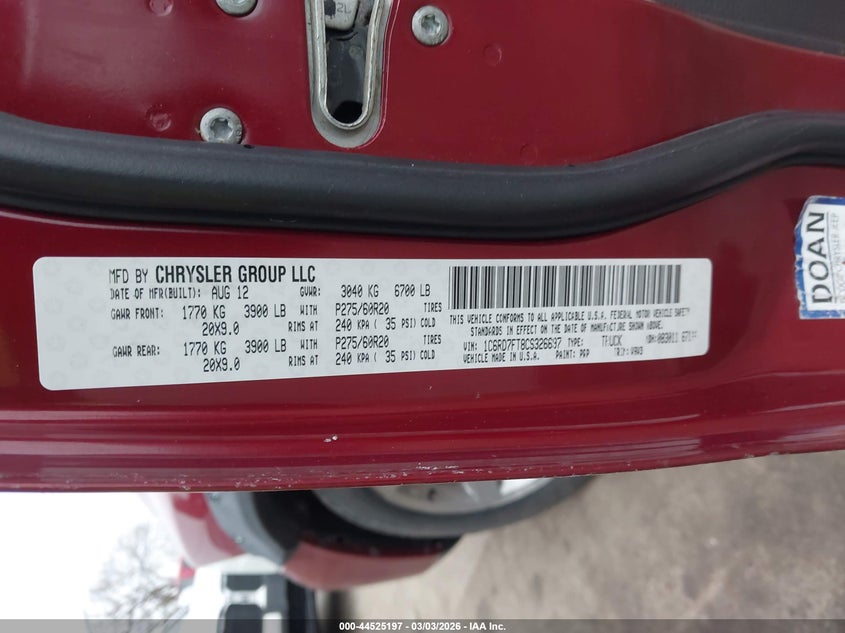 2L
MFD BY CHRYSLER GROUP LLC
DATE OF MFR(BUILT): AUG 12 GVWR: 3040 KG 6700 LB
GAWR FRONT: 1770 KG 3900 LB WITH P275/60R20 TIRES
20X9.0 RIMS AT 240 KPA ( 35 PSI) COLD
GAWR REAR: 1770 KG 3900 LB WITH P275/60R20 TIRES
20X9.0 RIMS AT 240 KPA ( 35 PSI) COLD
THIS VEHICLE CONFORMS TO ALL APPLICABLE U.S.A. FEDERAL MOTOR VEHICLE SAFETY
STANDARDS IN EFFECT ON THE DATE OF MANUFACTURE SHOWN ABOVE.
VIN: 1C6RD7FT8CS326697 TYPE: TRUCK
VEHICLE MADE IN U.S.A. PAINT: PRP TRIM:
DOAN
000-44525197 - 03/03/2026 - IAA, Inc.